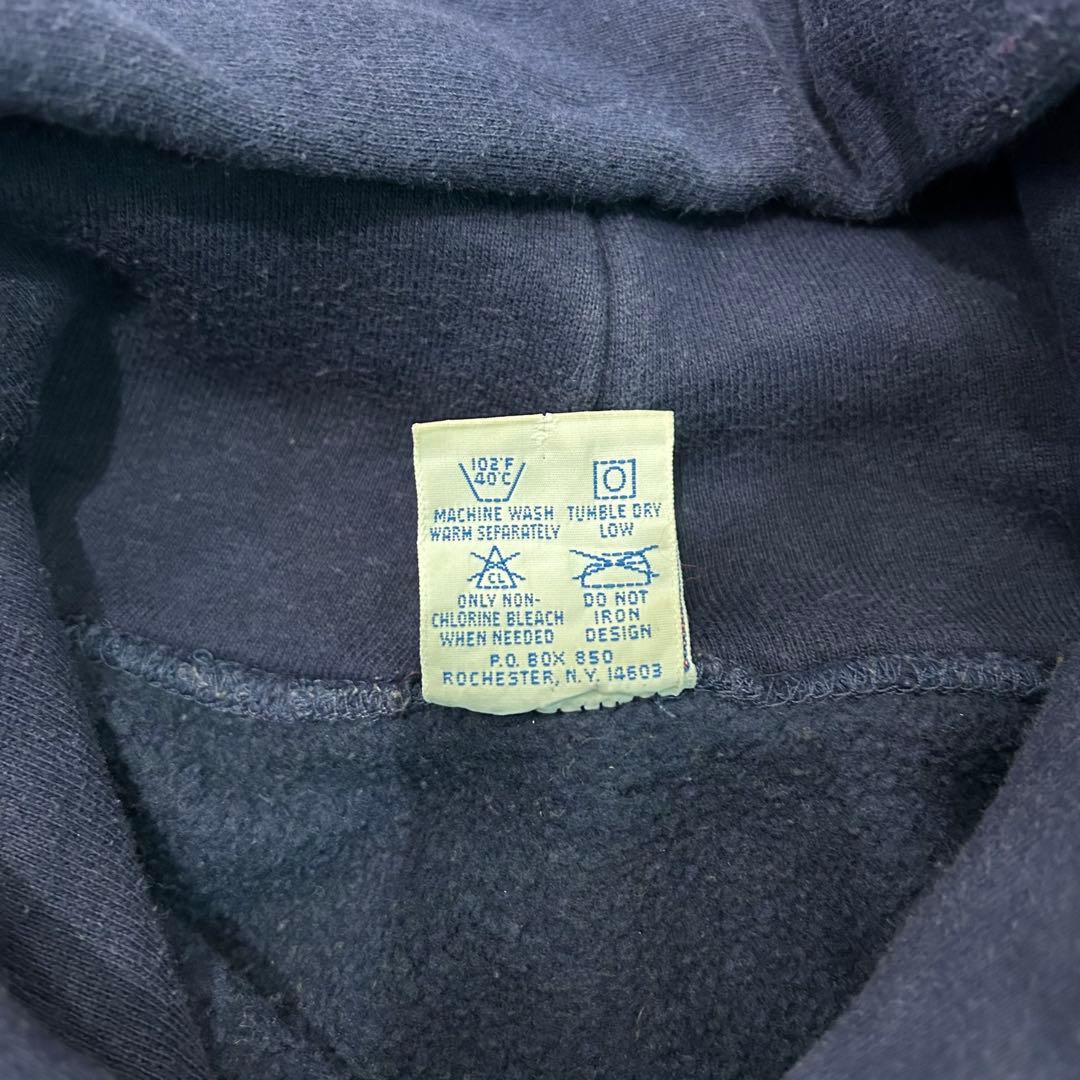 102°F
40°C
MACHINE WASH
WARM SEPARATELY
TUMBLE DRY
LOW
CL
ONLY NON-
CHLORINE BLEACH
WHEN NEEDED
DO NOT
IRON
DESIGN
P.O. BOX 850
ROCHESTER, N.Y. 14603